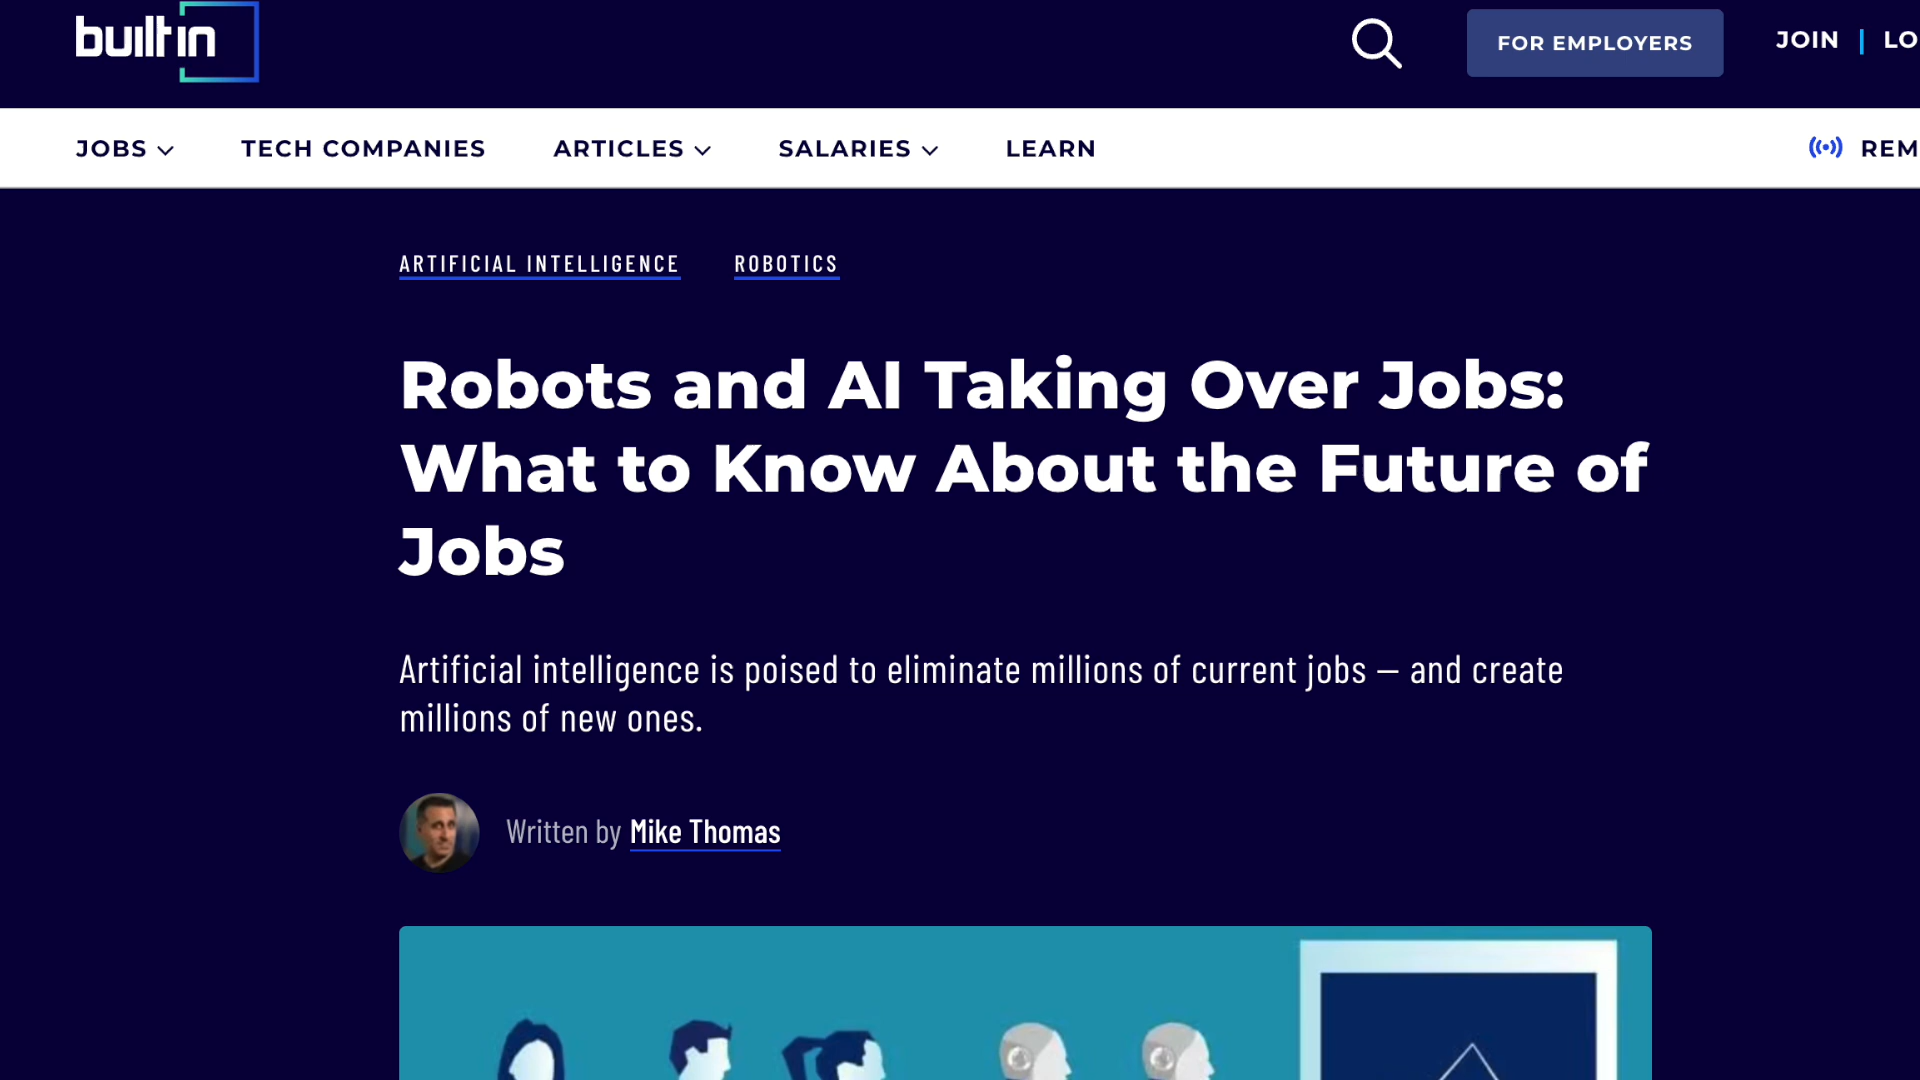 builtin
FOR EMPLOYERS
JOIN | LO
JOBS
TECH COMPANIES
ARTICLES
SALARIES
LEARN
REM
ARTIFICIAL INTELLIGENCE
ROBOTICS
Robots and AI Taking Over Jobs:
What to Know About the Future of
Jobs
Artificial intelligence is poised to eliminate millions of current jobs — and create
millions of new ones.
Written by Mike Thomas